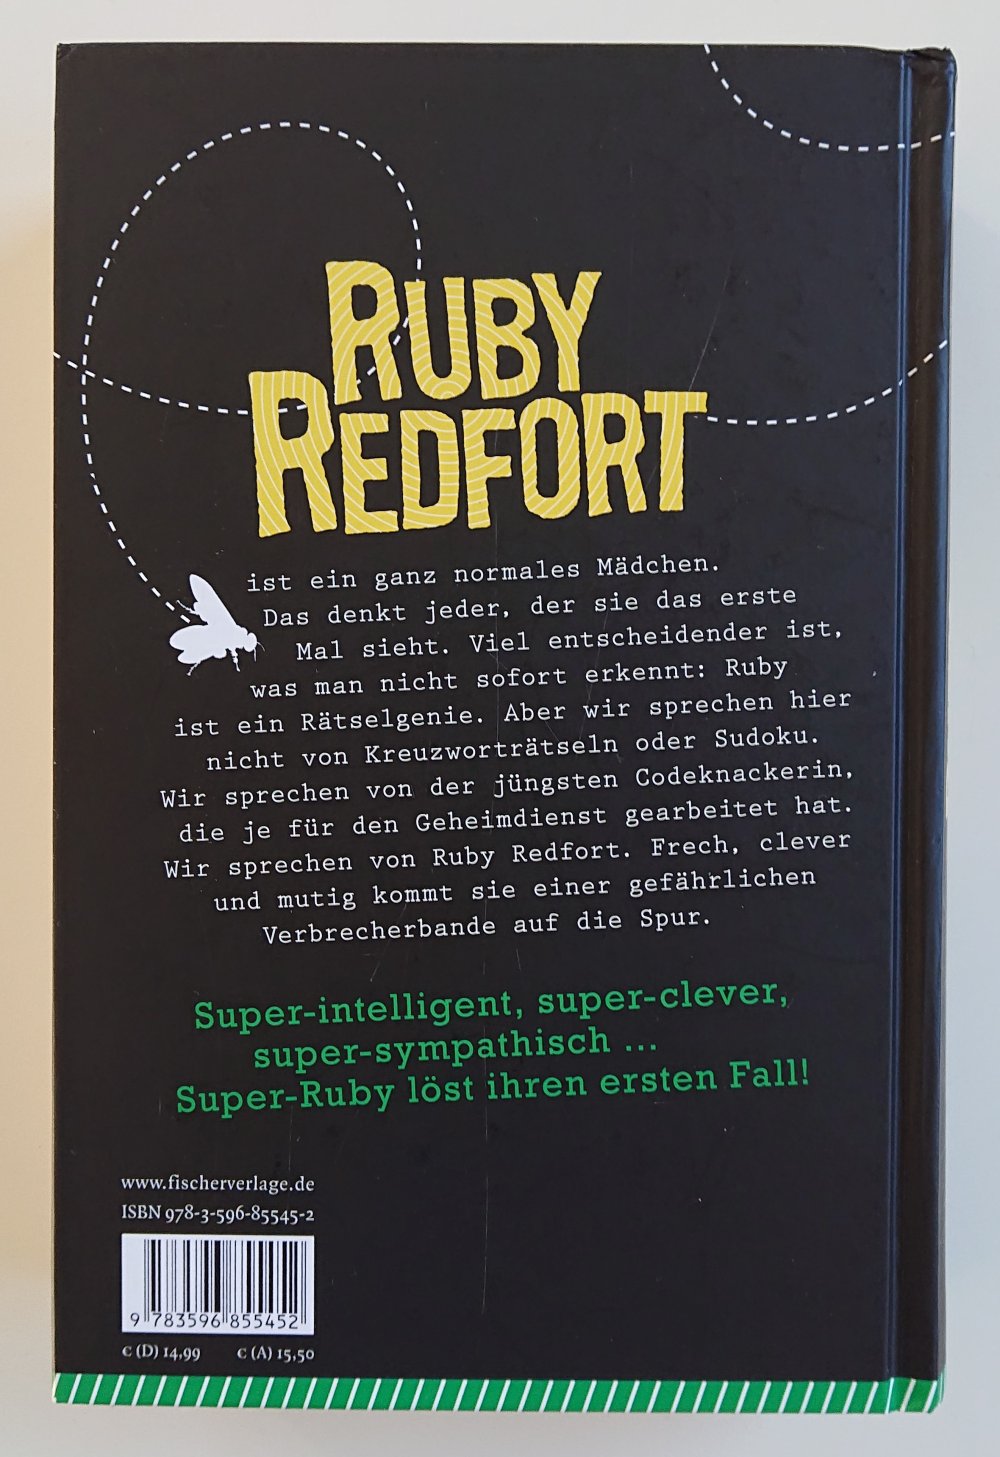 RUBY
REDFORT
ist ein ganz normales Mädchen.
Das denkt jeder, der sie das erste
Mal sieht. Viel entscheidender ist,
was man nicht sofort erkennt: Ruby
ist ein Rätselgenie. Aber wir sprechen hier
nicht von Kreuzworträtseln oder Sudoku.
Wir sprechen von der jüngsten Codeknackerin,
die je für den Geheimdienst gearbeitet hat.
Wir sprechen von Ruby Redfort. Frech, clever
und mutig kommt sie einer gefährlichen
Verbrecherbande auf die Spur.
Super-intelligent, super-clever,
super-sympathisch ...
Super-Ruby löst ihren ersten Fall!
www.fischerverlage.de
ISBN 978-3-596-85545-2
9 783596 855452
€ (D) 14,99 € (A) 15,50